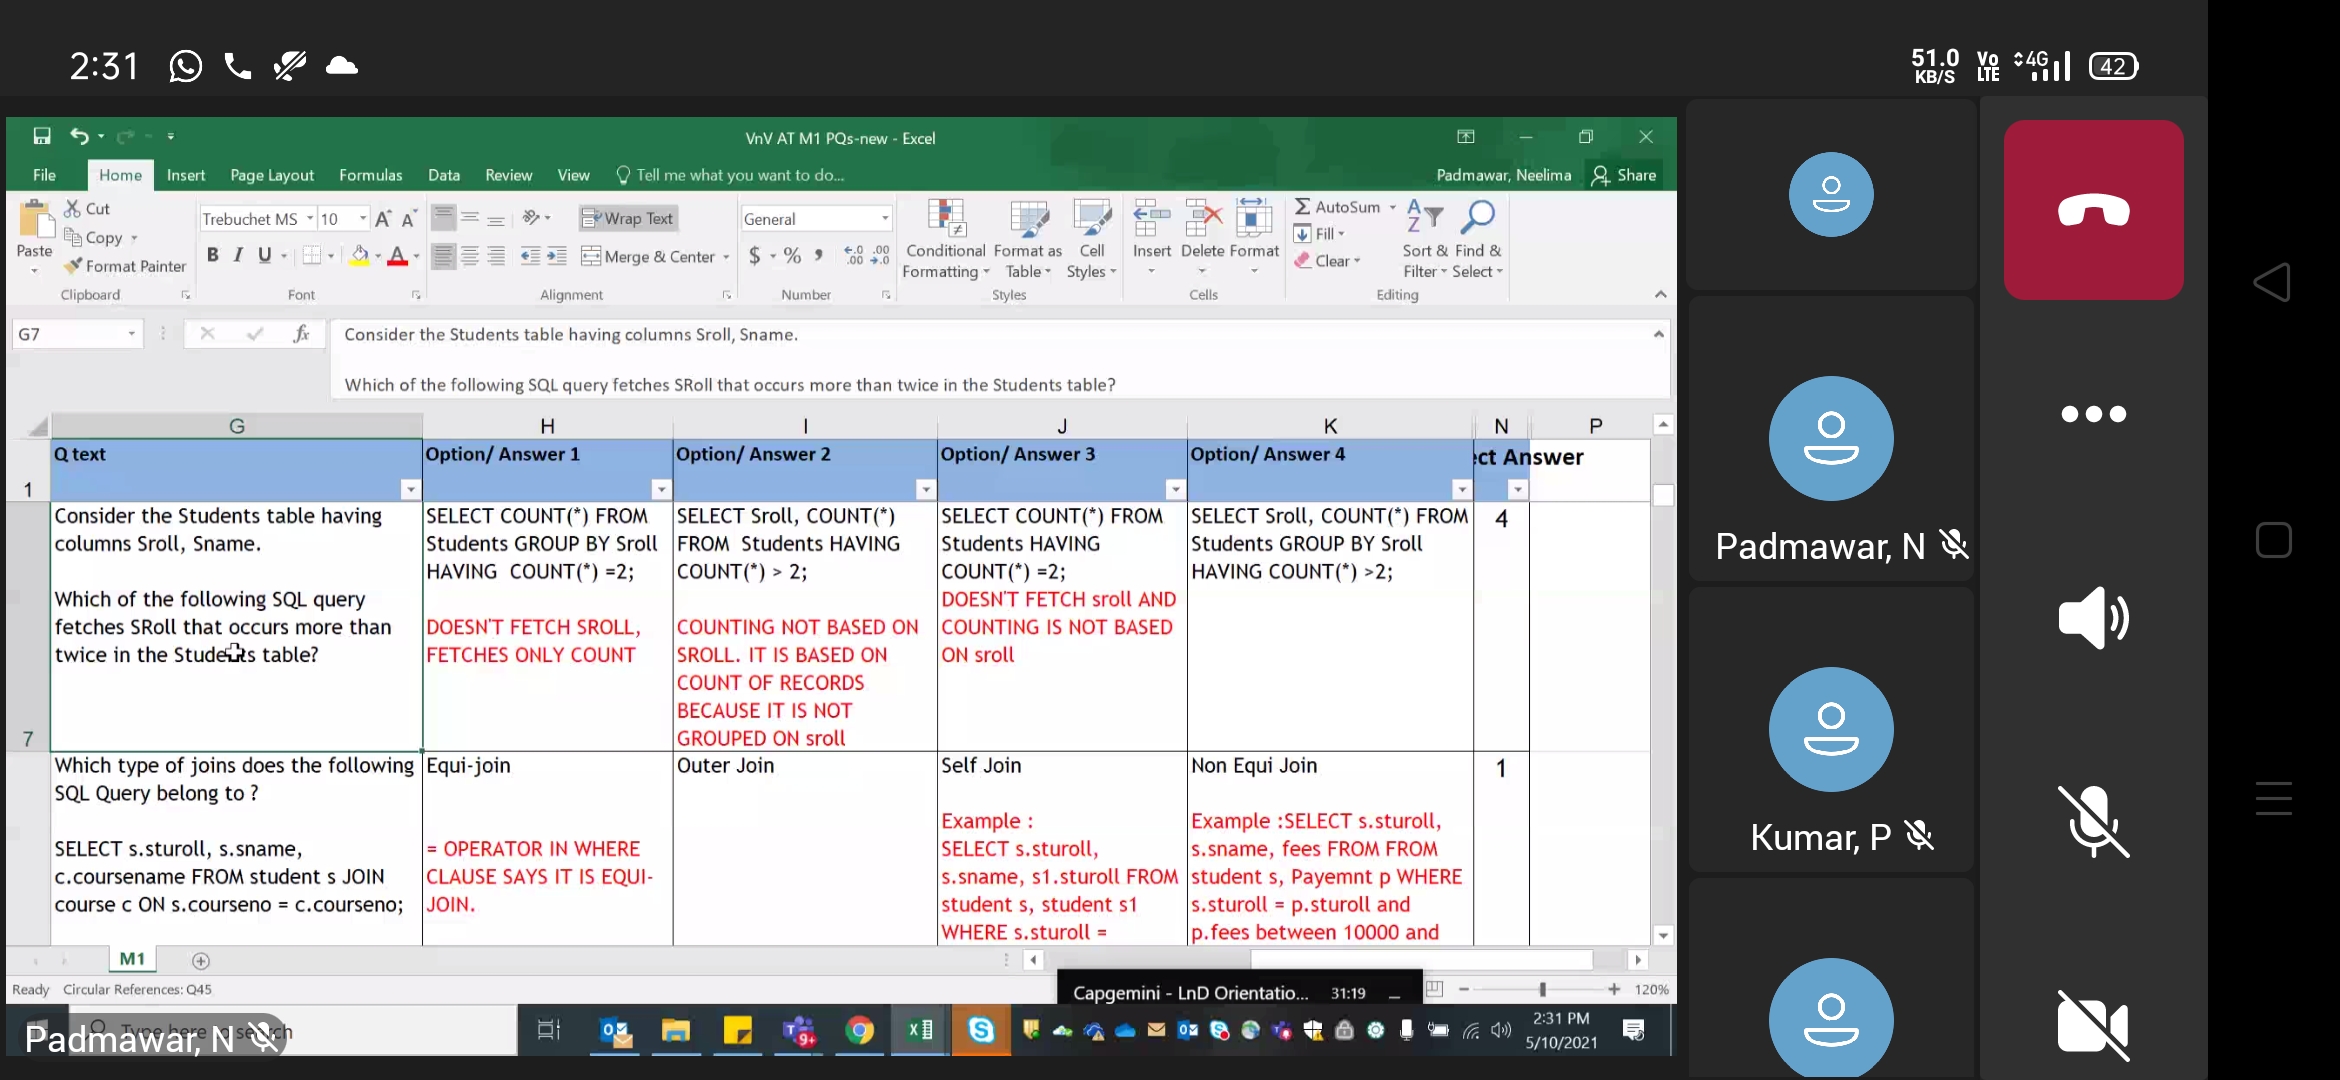 2:31
51.0 KB/S
Vo LTE
4G
42
VnV AT M1 PQs-new - Excel
File Home Insert Page Layout Formulas Data Review View Tell me what you want to do... Padmawar, Neelima Share
Cut
Copy
Format Painter
Paste
Clipboard
Trebuchet MS 10 A A
B I U A
Font
Wrap Text
Merge & Center
Alignment
General
$ % , ←.0 .00 .00 →.0
Number
Conditional Formatting
Format as Table
Cell Styles
Styles
Insert Delete Format
Cells
AutoSum
Fill
Clear
Sort & Filter
Find & Select
Editing
G7
fx
Consider the Students table having columns Sroll, Sname.
Which of the following SQL query fetches SRoll that occurs more than twice in the Students table?
G H I J K N P
1
Q text
Option/ Answer 1
Option/ Answer 2
Option/ Answer 3
Option/ Answer 4
ct Answer
7
Consider the Students table having
columns Sroll, Sname.
Which of the following SQL query
fetches SRoll that occurs more than
twice in the Students table?
SELECT COUNT(*) FROM
Students GROUP BY Sroll
HAVING COUNT(*) =2;
DOESN'T FETCH SROLL,
FETCHES ONLY COUNT
SELECT Sroll, COUNT(*)
FROM Students HAVING
COUNT(*) > 2;
COUNTING NOT BASED ON
SROLL. IT IS BASED ON
COUNT OF RECORDS
BECAUSE IT IS NOT
GROUPED ON sroll
SELECT COUNT(*) FROM
Students HAVING
COUNT(*) =2;
DOESN'T FETCH sroll AND
COUNTING IS NOT BASED
ON sroll
SELECT Sroll, COUNT(*) FROM
Students GROUP BY Sroll
HAVING COUNT(*) >2;
4
Which type of joins does the following
SQL Query belong to ?
SELECT s.sturoll, s.sname,
c.coursename FROM student s JOIN
course c ON s.courseno = c.courseno;
Equi-join
= OPERATOR IN WHERE
CLAUSE SAYS IT IS EQUI-
JOIN.
Outer Join
Self Join
Example :
SELECT s.sturoll,
s.sname, s1.sturoll FROM
student s, student s1
WHERE s.sturoll =
Non Equi Join
Example :SELECT s.sturoll,
s.sname, fees FROM FROM
student s, Payemnt p WHERE
s.sturoll = p.sturoll and
p.fees between 10000 and
1
M1
Ready Circular References: Q45
Capgemini - LnD Orientatio... 31:19
120%
Type here
Padmawar, N
9+
2:31 PM
5/10/2021
Padmawar, N
Kumar, P